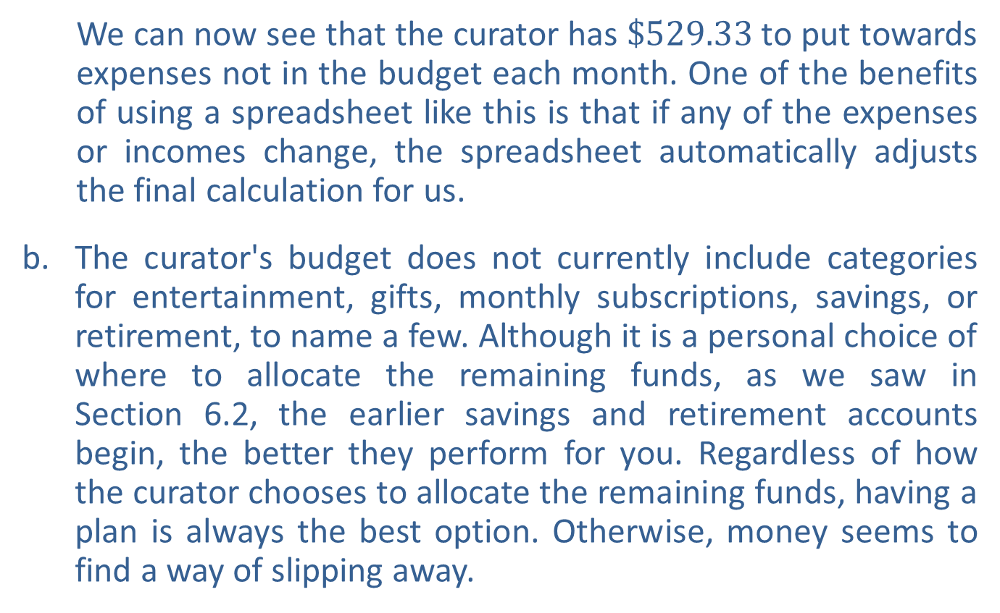 We can now see that the curator has $529.33 to put towards
expenses not in the budget each month. One of the benefits
of using a spreadsheet like this is that if any of the expenses
or incomes change, the spreadsheet automatically adjusts
the final calculation for us.
b. The curator's budget does not currently include categories
for entertainment, gifts, monthly subscriptions, savings, or
retirement, to name a few. Although it is a personal choice of
where to allocate the remaining funds, as we saw in
Section 6.2, the earlier savings and retirement accounts
begin, the better they perform for you. Regardless of how
the curator chooses to allocate the remaining funds, having a
plan is always the best option. Otherwise, money seems to
find a way of slipping away.